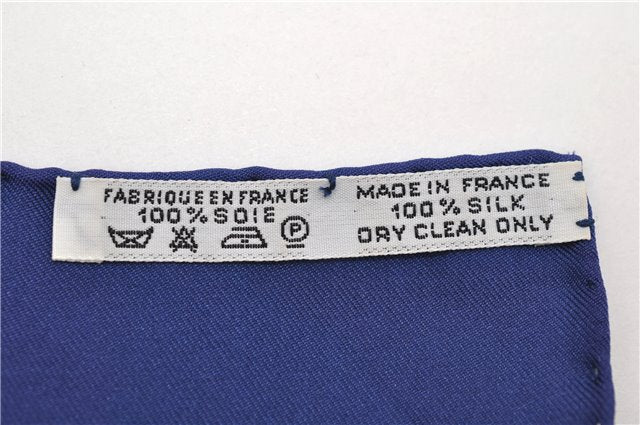 FABRIQUE EN FRANCE
100% SOIE
P
MADE IN FRANCE
100% SILK
DRY CLEAN ONLY